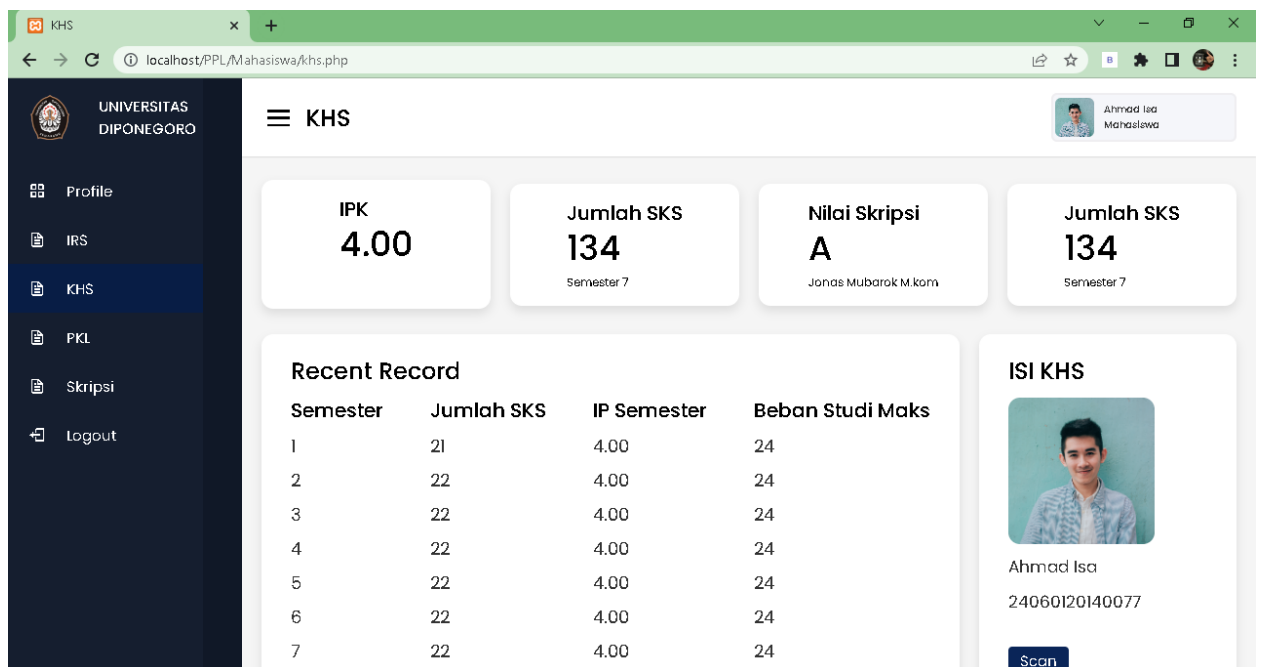 KHS
localhost/PPL/Mahasiswa/khs.php
B
UNIVERSITAS
DIPONEGORO
Profile
IRS
KHS
PKL
Skripsi
Logout
KHS
Ahmad Isa
Mahasiswa
IPK
4.00
Jumlah SKS
134
Semester 7
Nilai Skripsi
A
Jonas Mubarok M.kom
Jumlah SKS
134
Semester 7
Recent Record
Semester Jumlah SKS IP Semester Beban Studi Maks
1 21 4.00 24
2 22 4.00 24
3 22 4.00 24
4 22 4.00 24
5 22 4.00 24
6 22 4.00 24
7 22 4.00 24
ISI KHS
Ahmad Isa
24060120140077
Scan